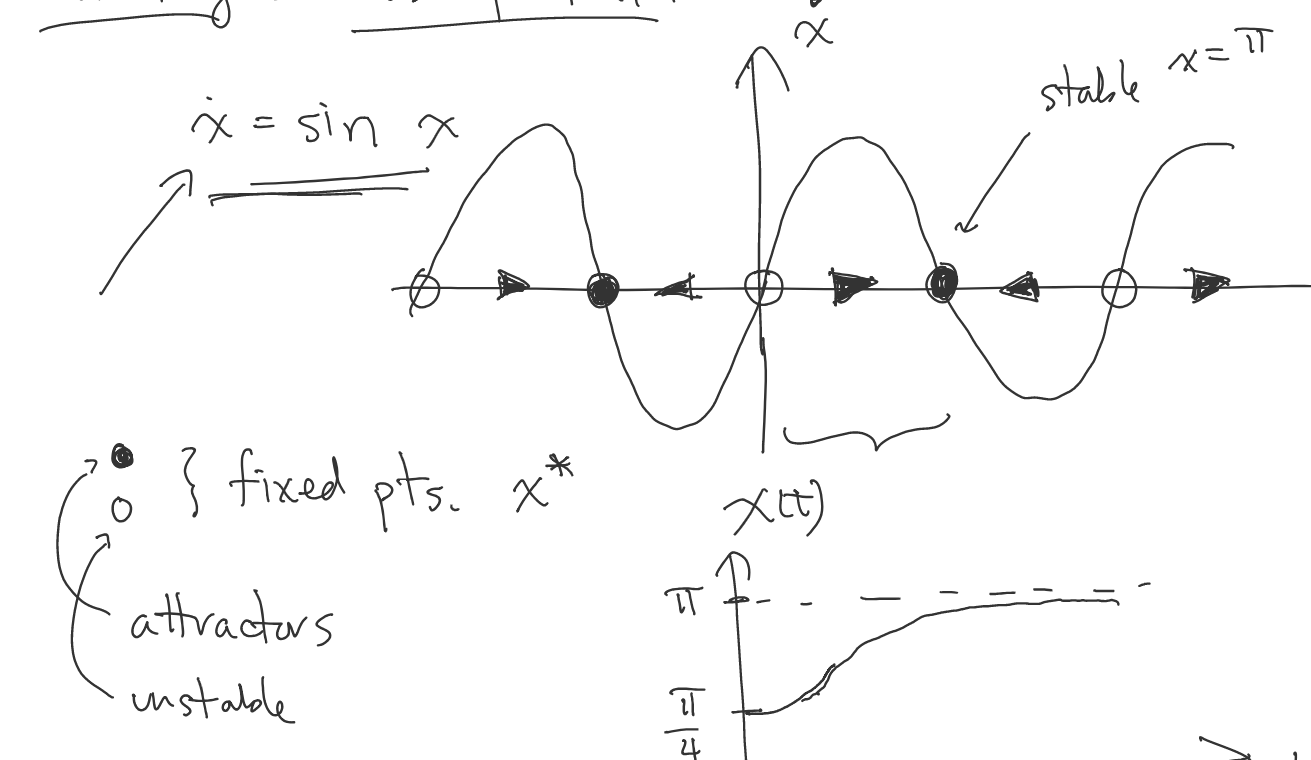 x
stable x = π
ẋ = sin x
} fixed pts. x*
x(t)
π
attractors
unstable
π/4